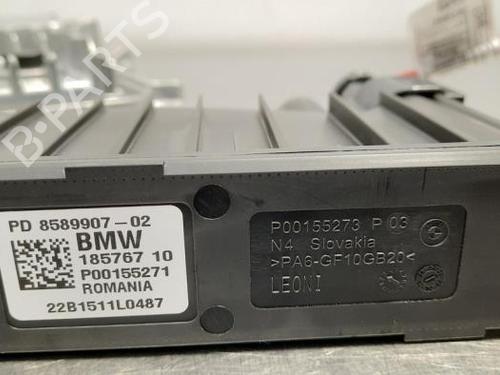 B-PARTS
PD 8589907-02
BMW
185767 10
P00155271
ROMANIA
22B1511L0487
P00155273 P 03
N4 Slovakia
>PA6-GF10GB20<
LEONI